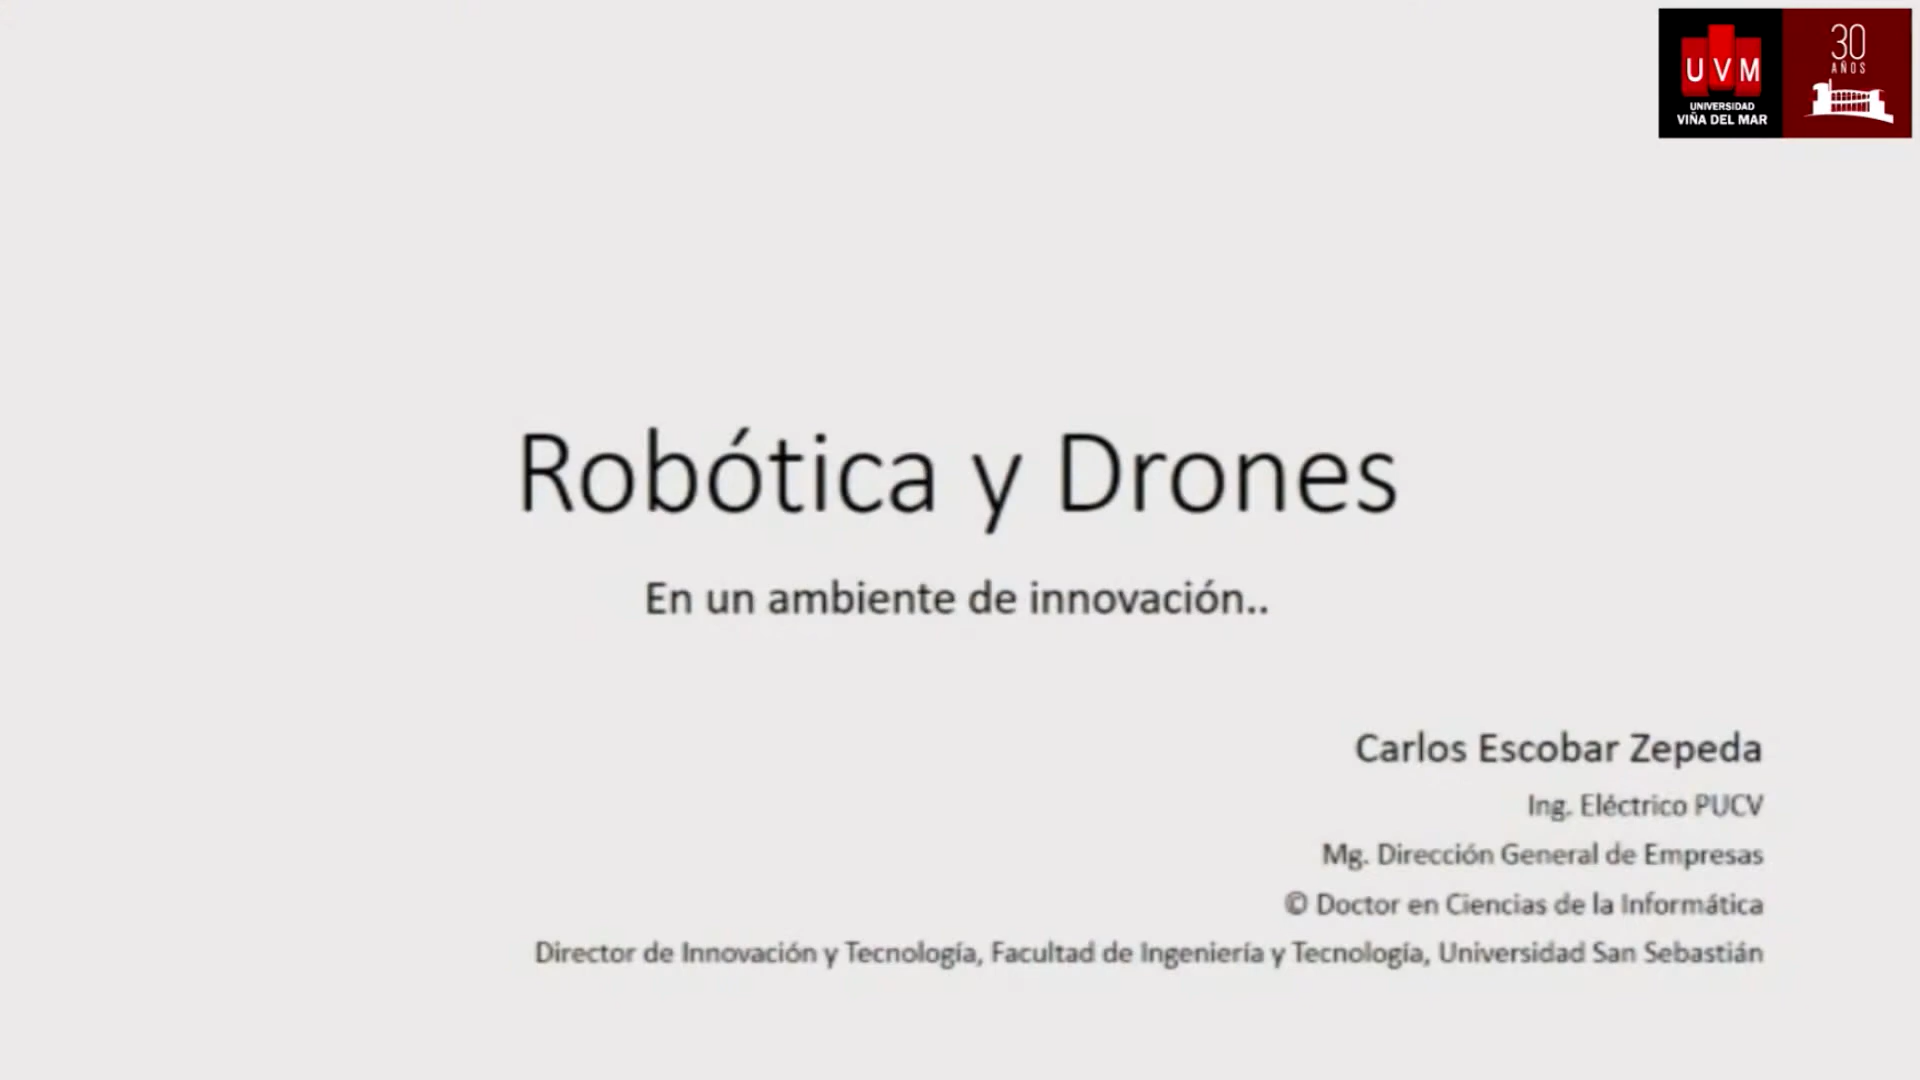 UVM
UNIVERSIDAD
VIÑA DEL MAR
30
AÑOS
Robótica y Drones
En un ambiente de innovación..
Carlos Escobar Zepeda
Ing. Eléctrico PUCV
Mg. Dirección General de Empresas
© Doctor en Ciencias de la Informática
Director de Innovación y Tecnología, Facultad de Ingeniería y Tecnología, Universidad San Sebastián